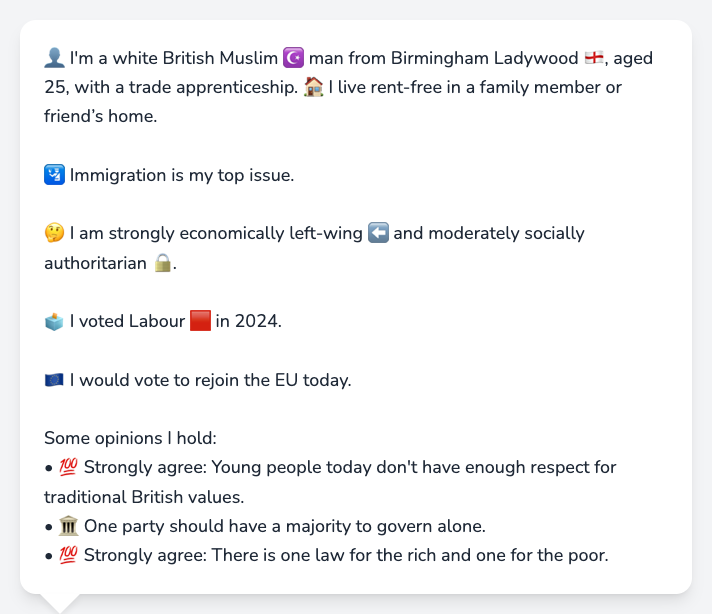 👤 I'm a white British Muslim ☪️ man from Birmingham Ladywood 🏴󠁧󠁢󠁥󠁮󠁧󠁿, aged
25, with a trade apprenticeship. 🏠 I live rent-free in a family member or
friend’s home.
🛂 Immigration is my top issue.
🤔 I am strongly economically left-wing ⬅️ and moderately socially
authoritarian 🔒.
🗳️ I voted Labour 🟥 in 2024.
🇪🇺 I would vote to rejoin the EU today.
Some opinions I hold:
• 💯 Strongly agree: Young people today don't have enough respect for
traditional British values.
• 🏛️ One party should have a majority to govern alone.
• 💯 Strongly agree: There is one law for the rich and one for the poor.